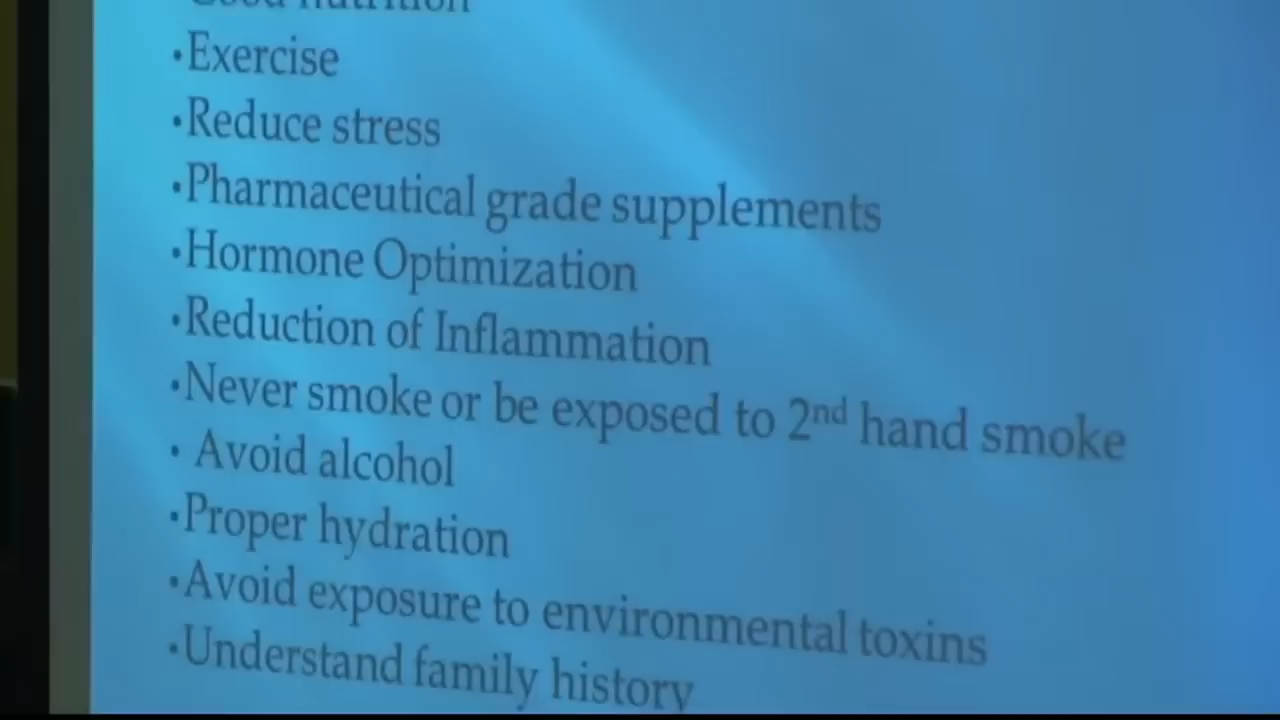 Good nutrition
•Exercise
•Reduce stress
•Pharmaceutical grade supplements
•Hormone Optimization
•Reduction of Inflammation
•Never smoke or be exposed to 2nd hand smoke
• Avoid alcohol
•Proper hydration
•Avoid exposure to environmental toxins
•Understand family history